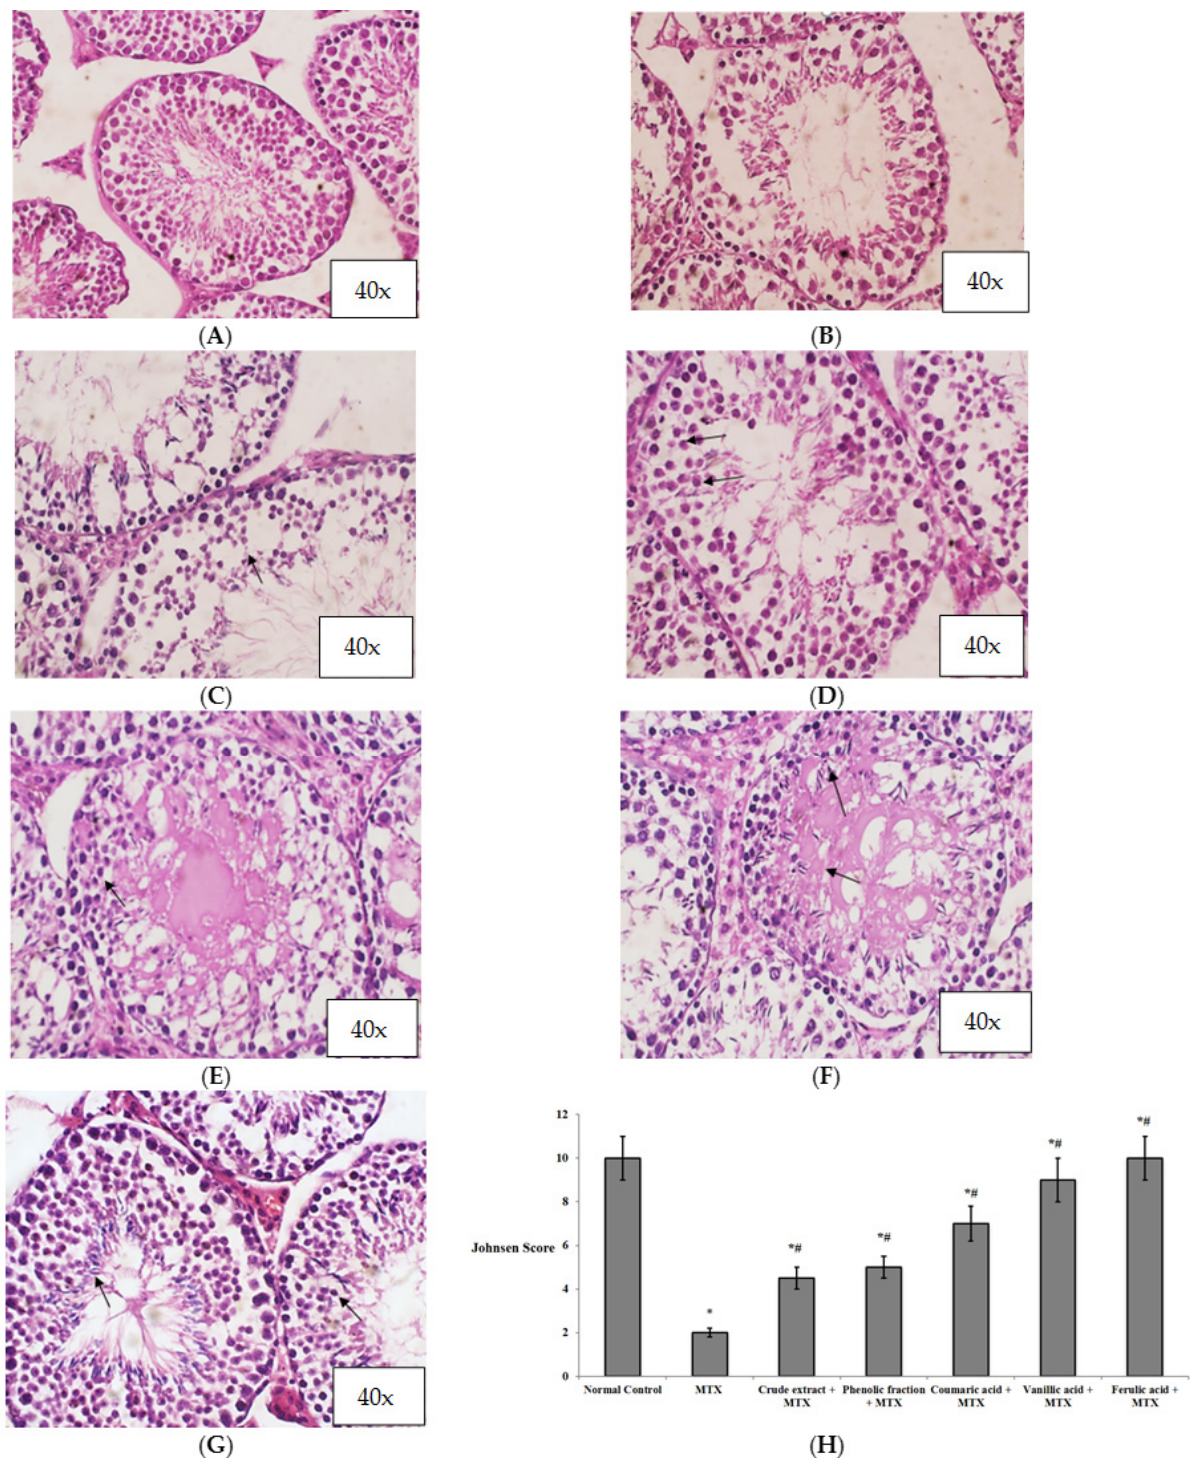 40x
40x
(A)
(B)
40x
40x
(C)
(D)
40x
40x
(E)
(F)
40x
(G)
12
10
8
6
4
2
0
Johnsen Score
*
*#
*#
*#
*#
*#
Normal Control
MTX
Crude extract +
MTX
Phenolic fraction
+ MTX
Coumaric acid +
MTX
Vanillic acid +
MTX
Ferulic acid +
MTX
(H)